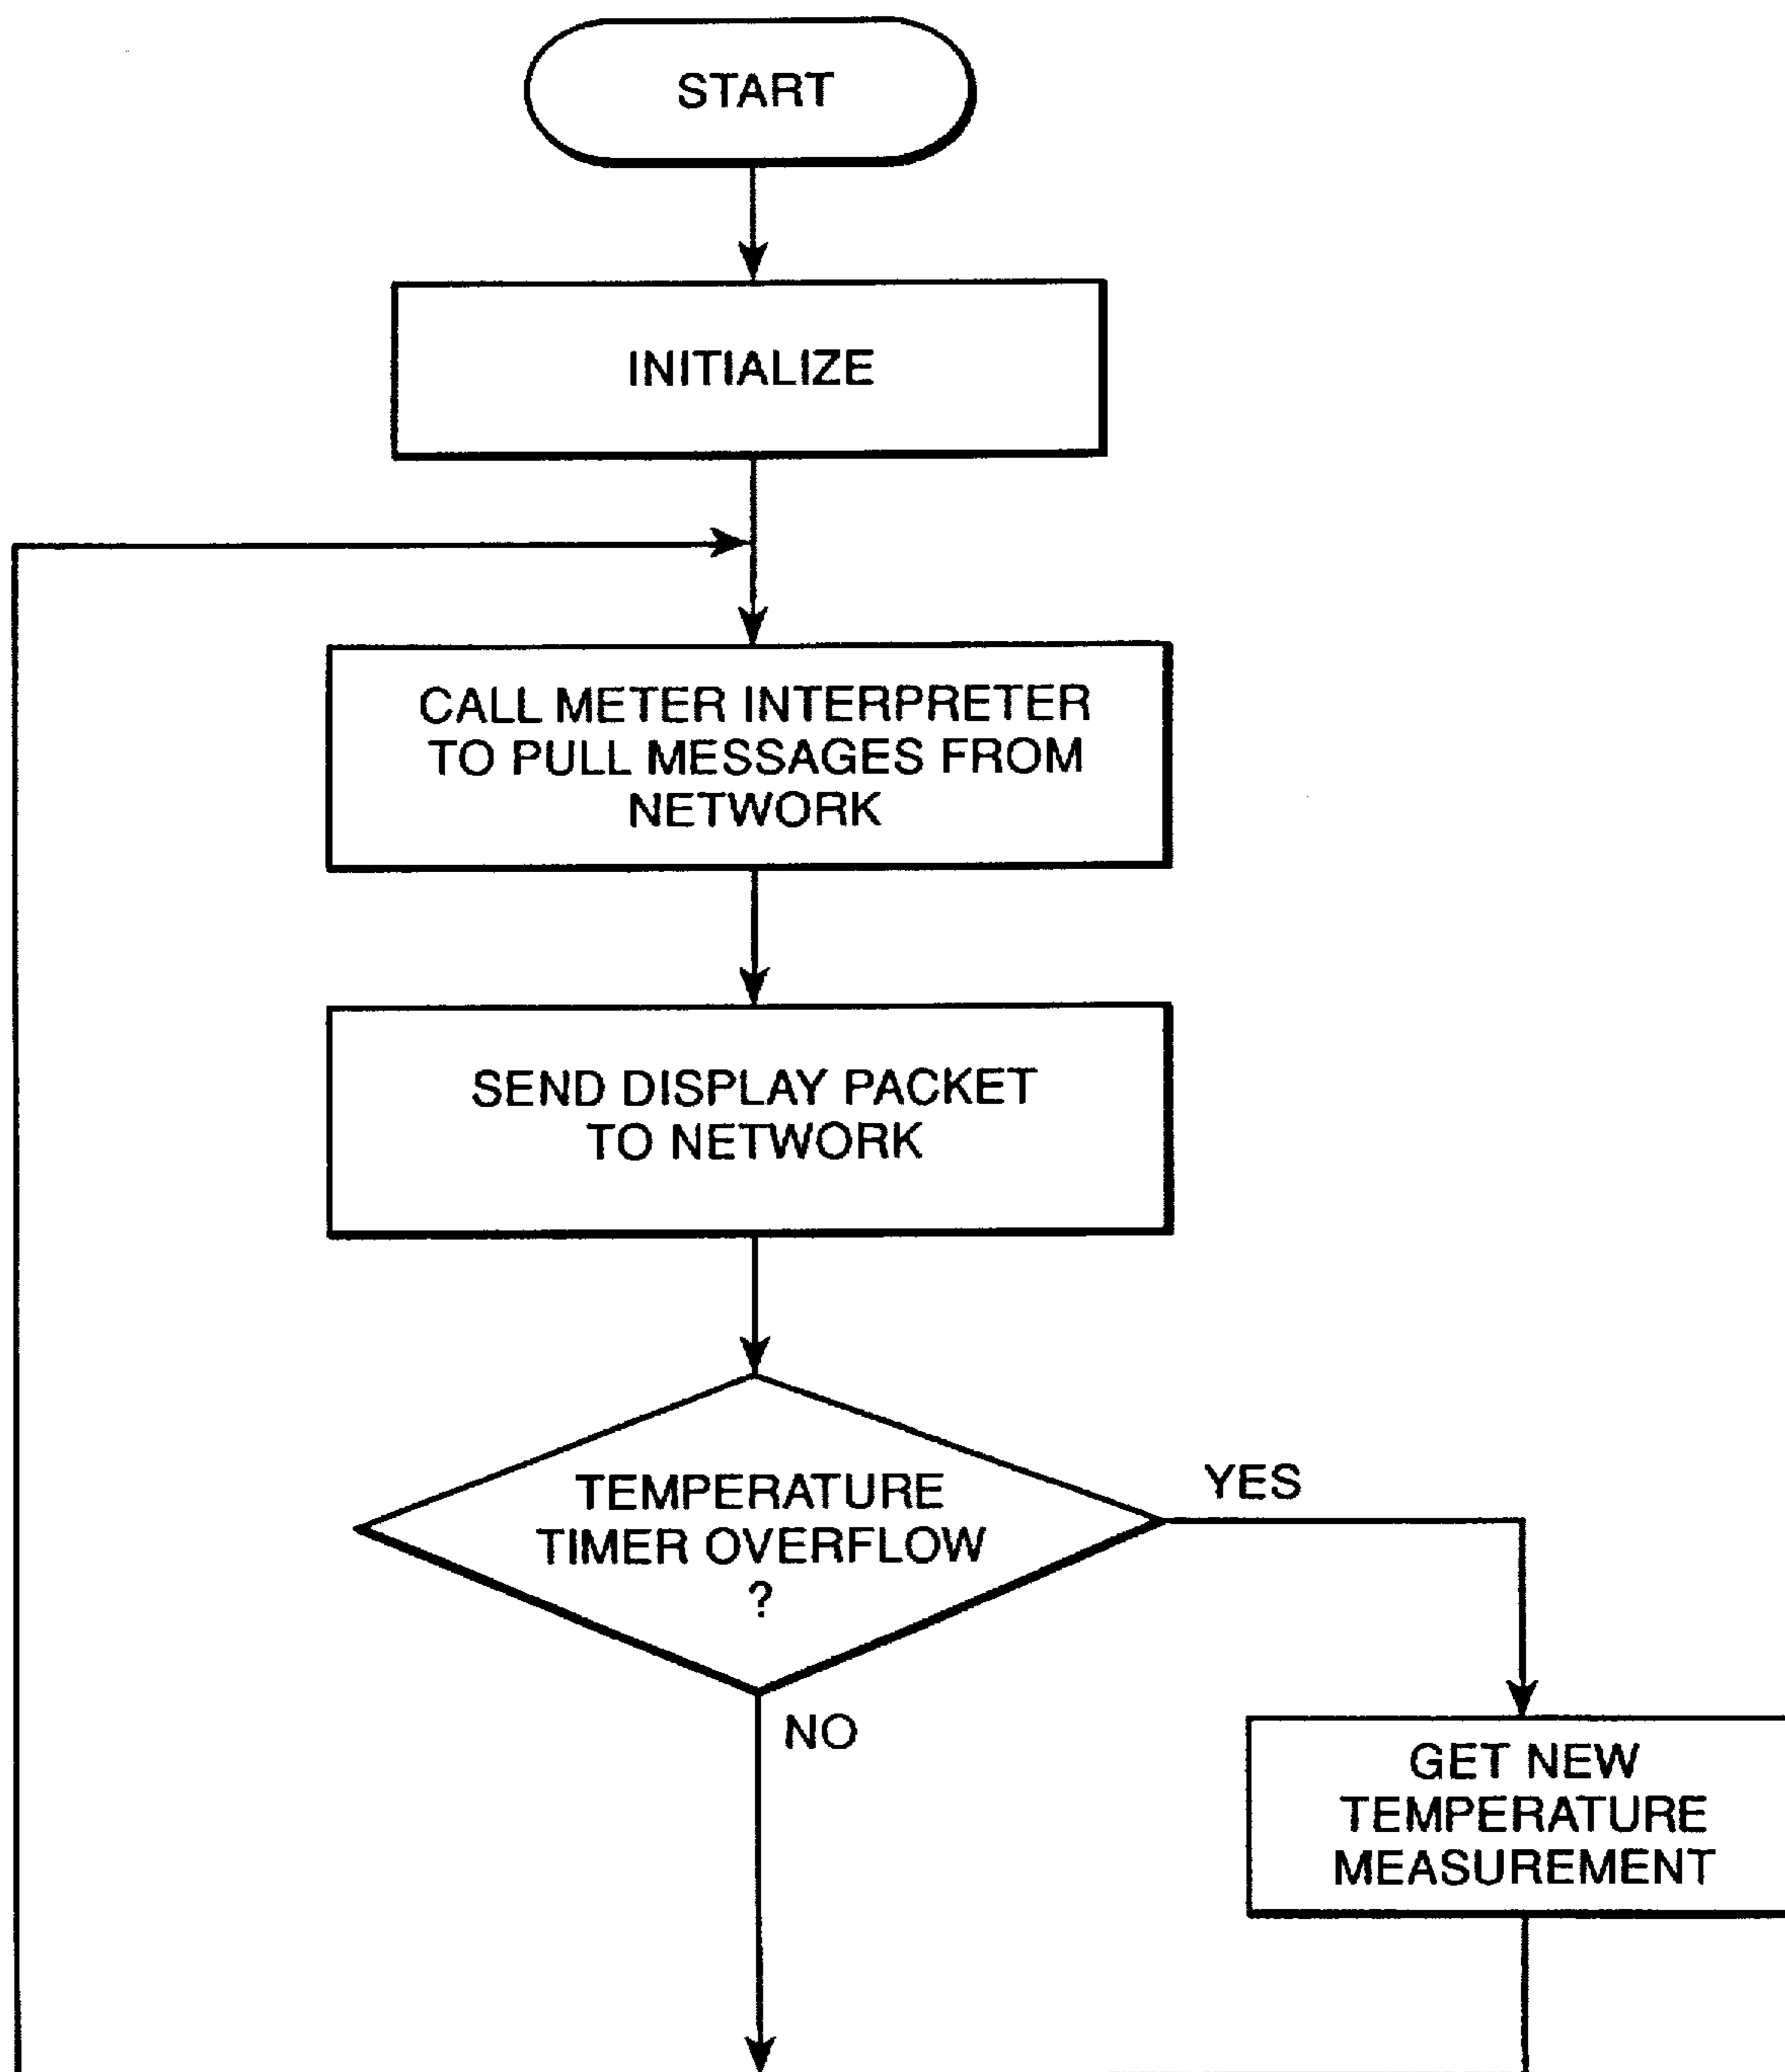 START
INITIALIZE
CALL METER INTERPRETER
TO PULL MESSAGES FROM
NETWORK
SEND DISPLAY PACKET
TO NETWORK
TEMPERATURE
TIMER OVERFLOW
?
YES
NO
GET NEW
TEMPERATURE
MEASUREMENT